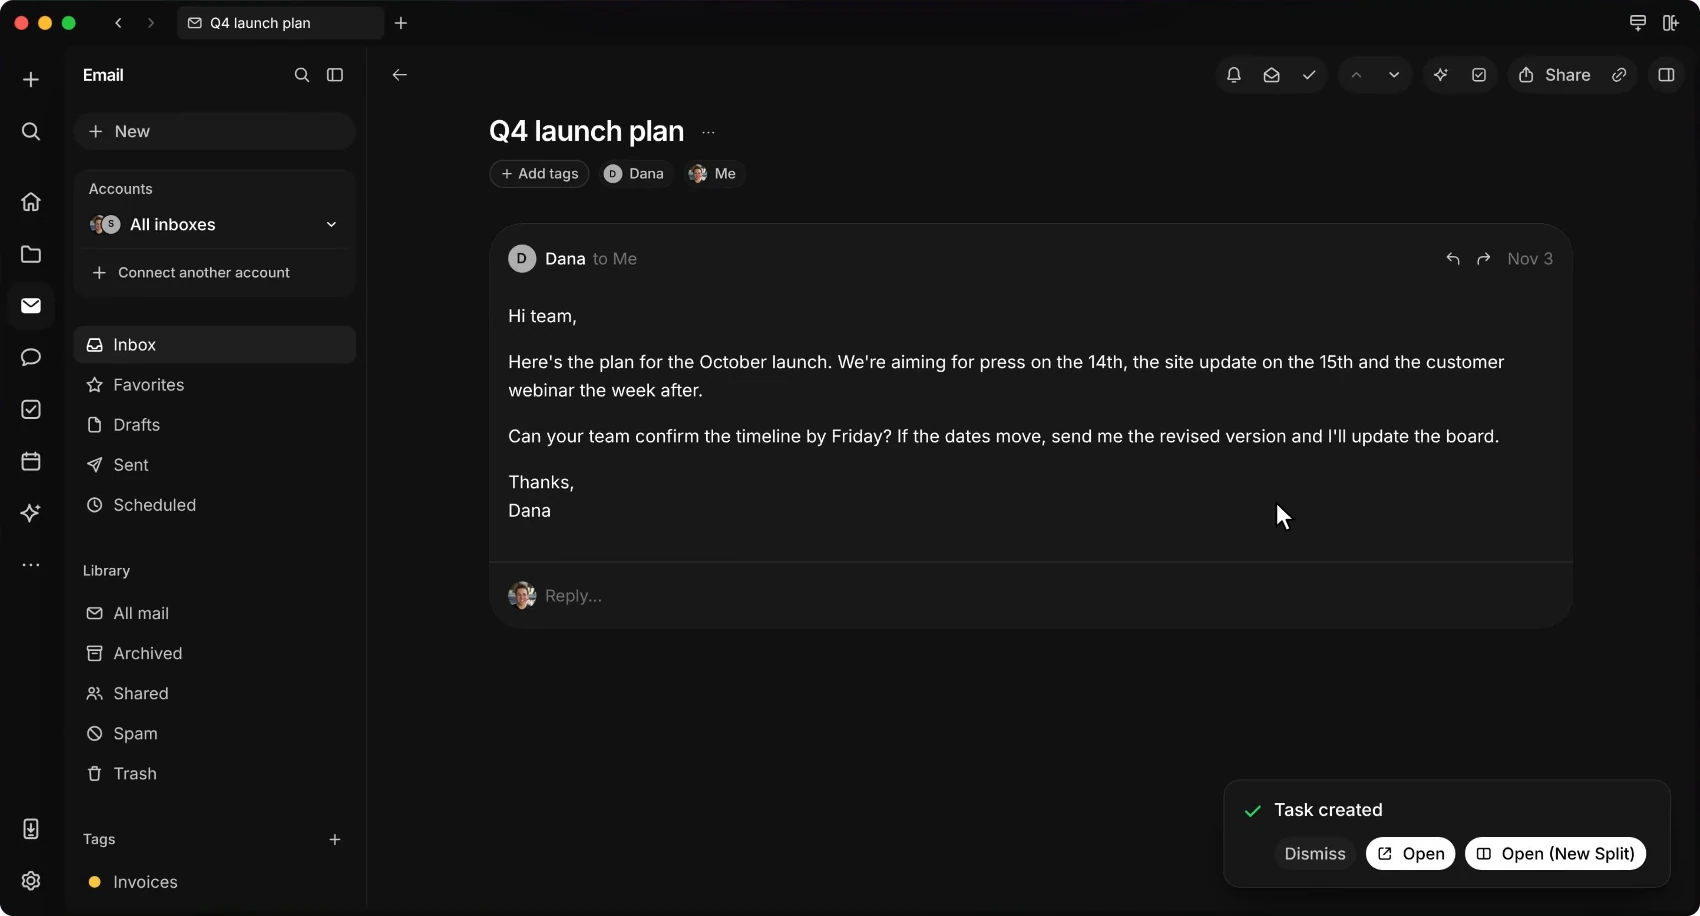 Q4 launch plan
Email
New
Accounts
S All inboxes
Connect another account
Inbox
Favorites
Drafts
Sent
Scheduled
Library
All mail
Archived
Shared
Spam
Trash
Tags
Invoices
Share
Q4 launch plan ...
+ Add tags D Dana Me
D Dana to Me Nov 3
Hi team,
Here's the plan for the October launch. We're aiming for press on the 14th, the site update on the 15th and the customer
webinar the week after.
Can your team confirm the timeline by Friday? If the dates move, send me the revised version and I'll update the board.
Thanks,
Dana
Reply...
Task created
Dismiss Open Open (New Split)